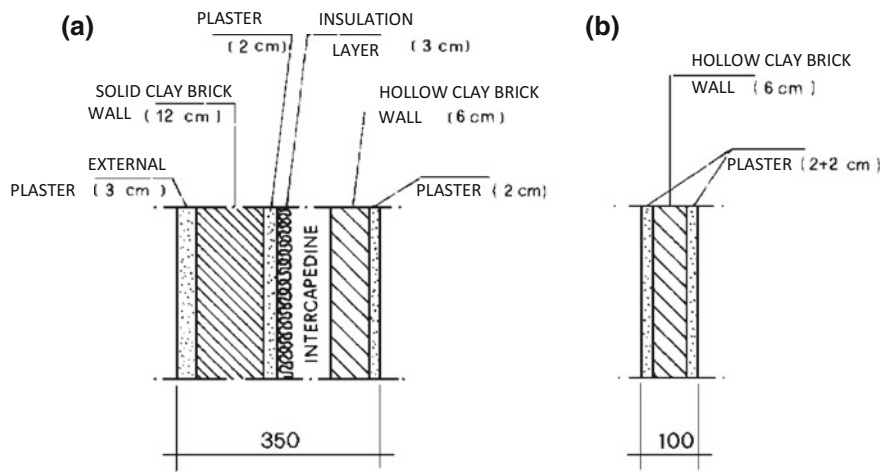 (a)
PLASTER
(2 cm)
INSULATION
LAYER (3 cm)
SOLID CLAY BRICK
WALL (12 cm)
HOLLOW CLAY BRICK
WALL (6 cm)
EXTERNAL
PLASTER (3 cm)
PLASTER (2 cm)
INTERCAPEDINE
350
(b)
HOLLOW CLAY BRICK
WALL (6 cm)
PLASTER (2+2 cm)
100